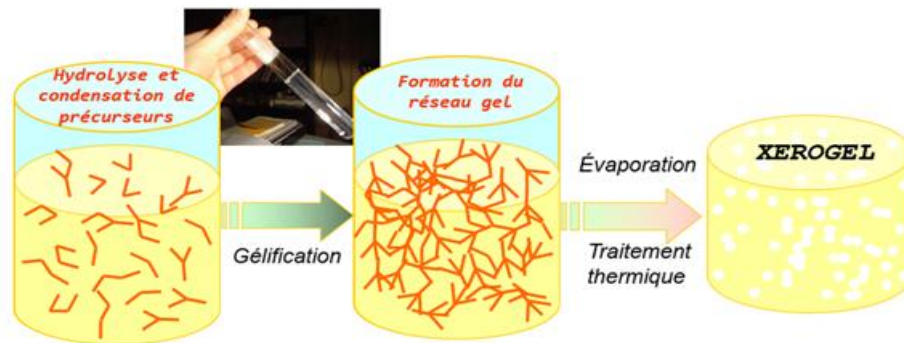 Hydrolyse et
condensation de
précurseurs
Gélification
Formation du
réseau gel
Évaporation
Traitement
thermique
XEROGEL